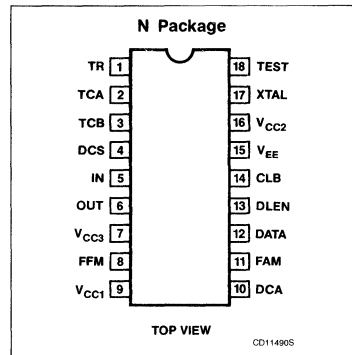 N Package
TR 1 18 TEST
TCA 2 17 XTAL
TCB 3 16 VCC2
DCS 4 15 VEE
IN 5 14 CLB
OUT 6 13 DLEN
VCC3 7 12 DATA
FFM 8 11 FAM
VCC1 9 10 DCA
TOP VIEW
CD11490S